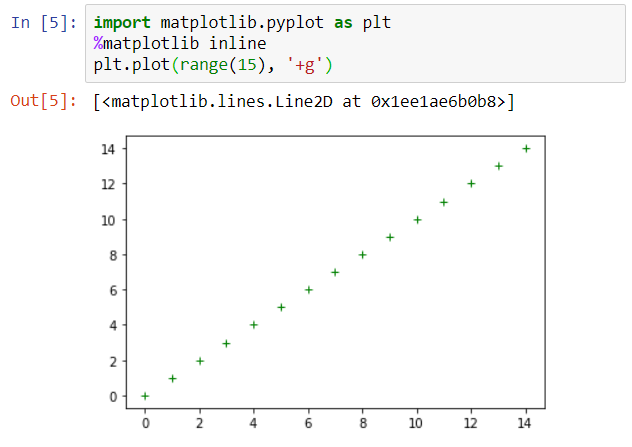 In [5]: import matplotlib.pyplot as plt
%matplotlib inline
plt.plot(range(15), '+g')
Out[5]: [<matplotlib.lines.Line2D at 0x1ee1ae6b0b8>]
14
12
10
8
6
4
2
0
0 2 4 6 8 10 12 14